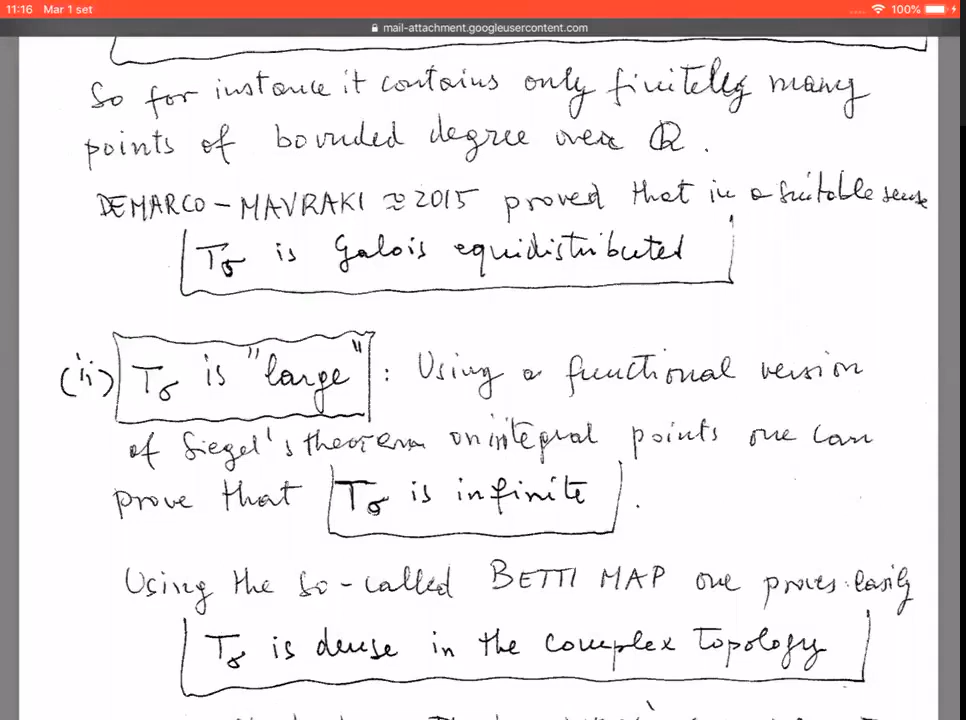 11:16 Mar 1 set
100%
mail-attachment.googleusercontent.com
So for instance it contains only finitely many
points of bounded degree over Q.
DEMARCO-MAVRAKI ≈ 2015 proved that in a suitable sense
Tσ is Galois equidistributed
(ii) Tσ is "large" : Using a functional version
of Siegel's theorem on integral points one can
prove that Tσ is infinite .
Using the so-called BETTI MAP one proves easily
Tσ is dense in the complex topology